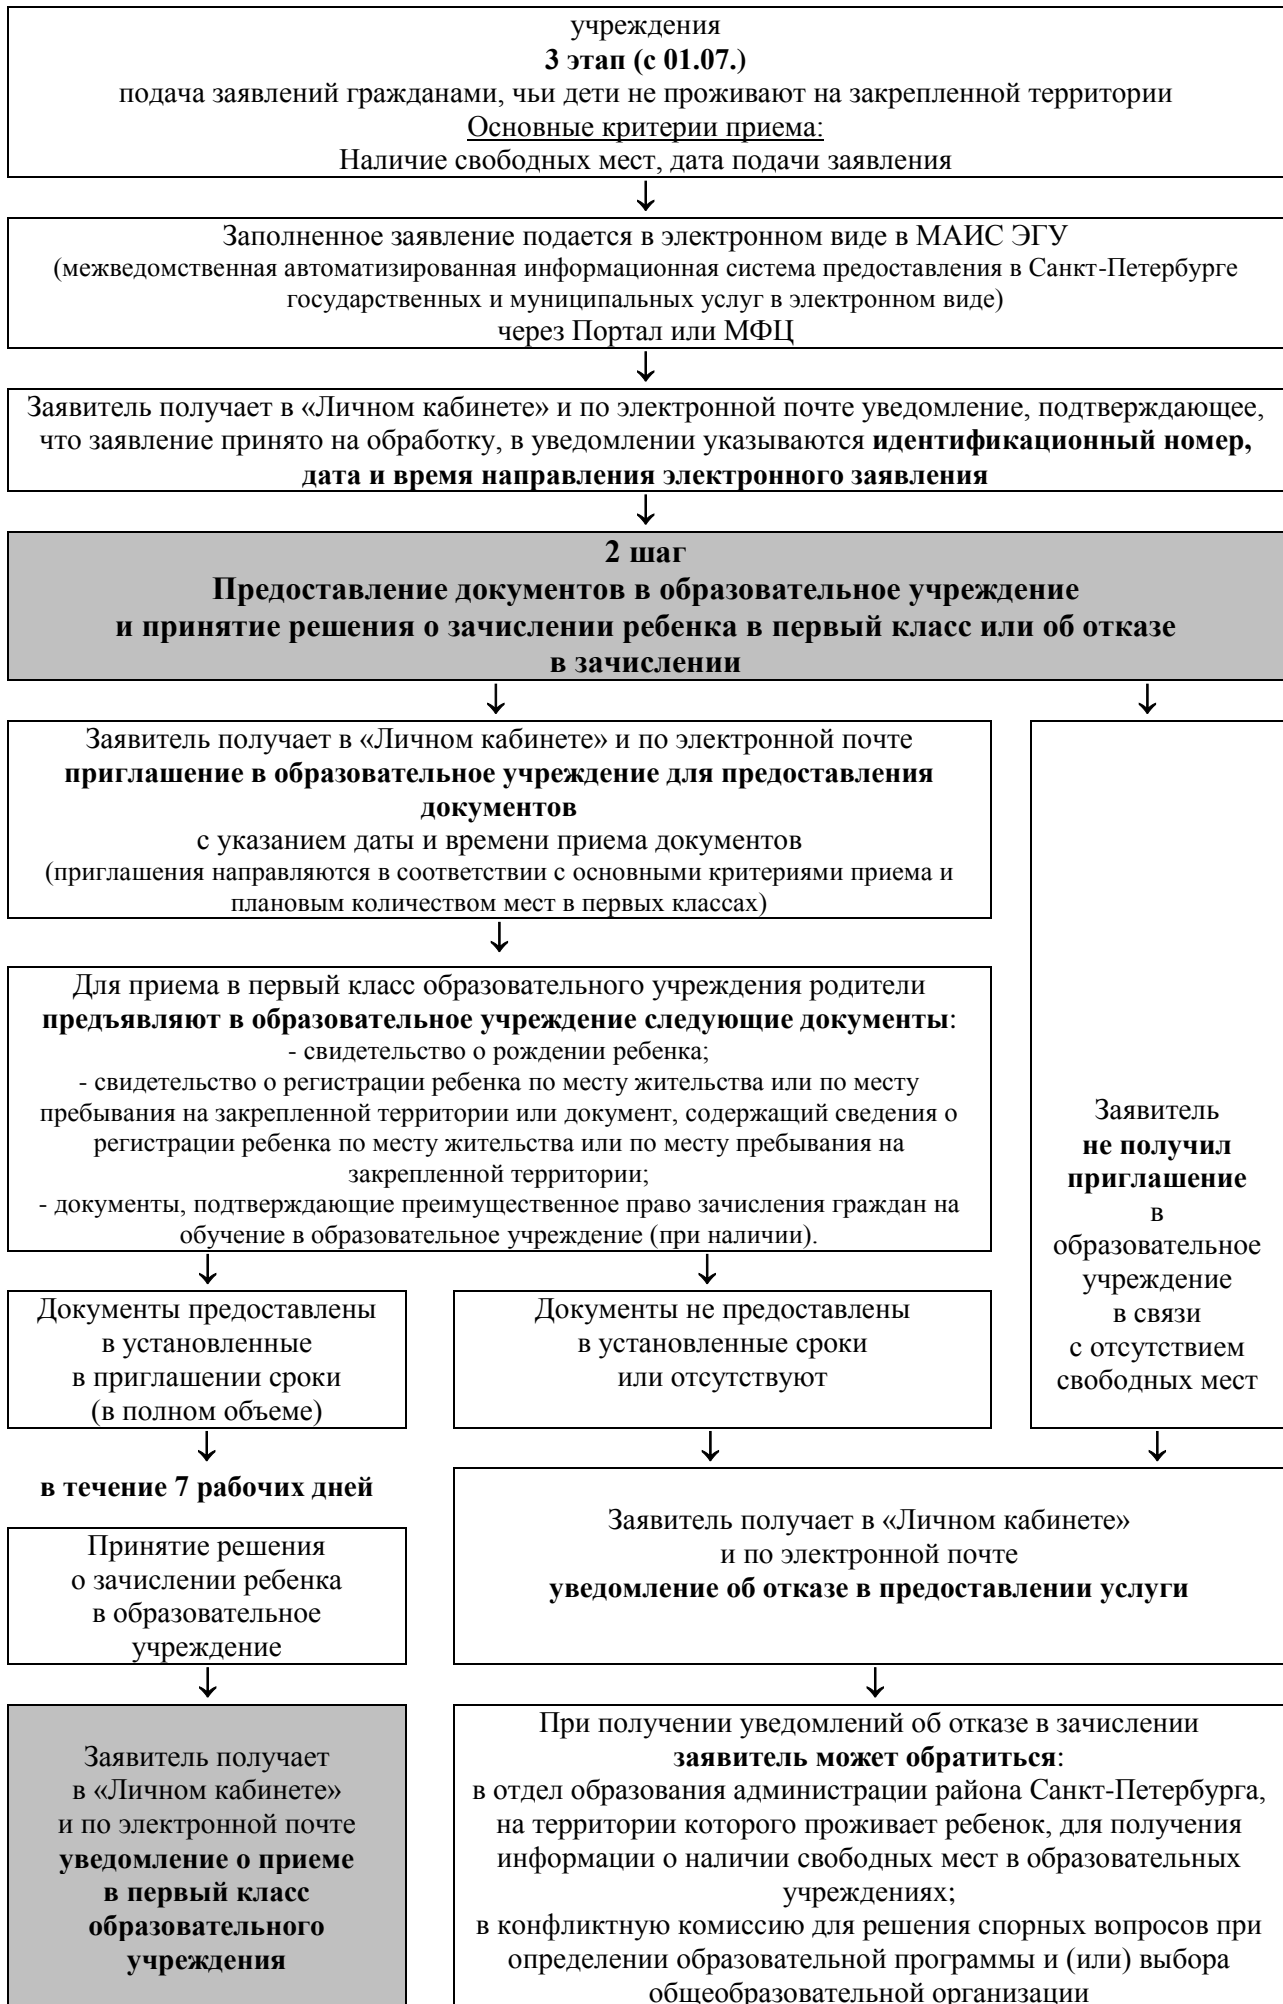 учреждения
3 этап (с 01.07.)
подача заявлений гражданами, чьи дети не проживают на закрепленной территории
Основные критерии приема:
Наличие свободных мест, дата подачи заявления
Заполненное заявление подается в электронном виде в МАИС ЭГУ
(межведомственная автоматизированная информационная система предоставления в Санкт-Петербурге
государственных и муниципальных услуг в электронном виде)
через Портал или МФЦ
Заявитель получает в «Личном кабинете» и по электронной почте уведомление, подтверждающее,
что заявление принято на обработку, в уведомлении указываются идентификационный номер,
дата и время направления электронного заявления
2 шаг
Предоставление документов в образовательное учреждение
и принятие решения о зачислении ребенка в первый класс или об отказе
в зачислении
Заявитель получает в «Личном кабинете» и по электронной почте
приглашение в образовательное учреждение для предоставления
документов
с указанием даты и времени приема документов
(приглашения направляются в соответствии с основными критериями приема и
плановым количеством мест в первых классах)
Для приема в первый класс образовательного учреждения родители
предъявляют в образовательное учреждение следующие документы:
- свидетельство о рождении ребенка;
- свидетельство о регистрации ребенка по месту жительства или по месту
пребывания на закрепленной территории или документ, содержащий сведения о
регистрации ребенка по месту жительства или по месту пребывания на
закрепленной территории;
- документы, подтверждающие преимущественное право зачисления граждан на
обучение в образовательное учреждение (при наличии).
Заявитель
не получил
приглашение
в
образовательное
учреждение
в связи
с отсутствием
свободных мест
Документы предоставлены
в установленные
в приглашении сроки
(в полном объеме)
Документы не предоставлены
в установленные сроки
или отсутствуют
в течение 7 рабочих дней
Принятие решения
о зачислении ребенка
в образовательное
учреждение
Заявитель получает в «Личном кабинете»
и по электронной почте
уведомление об отказе в предоставлении услуги
Заявитель получает
в «Личном кабинете»
и по электронной почте
уведомление о приеме
в первый класс
образовательного
учреждения
При получении уведомлений об отказе в зачислении
заявитель может обратиться:
в отдел образования администрации района Санкт-Петербурга,
на территории которого проживает ребенок, для получения
информации о наличии свободных мест в образовательных
учреждениях;
в конфликтную комиссию для решения спорных вопросов при
определении образовательной программы и (или) выбора
общеобразовательной организации